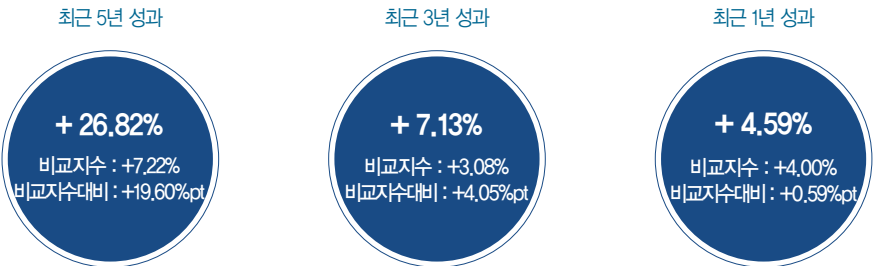 최근 5년 성과
+ 26.82%
비교지수 : +7.22%
비교지수대비 : +19.60%pt
최근 3년 성과
+ 7.13%
비교지수 : +3.08%
비교지수대비 : +4.05%pt
최근 1년 성과
+ 4.59%
비교지수 : +4.00%
비교지수대비 : +0.59%pt